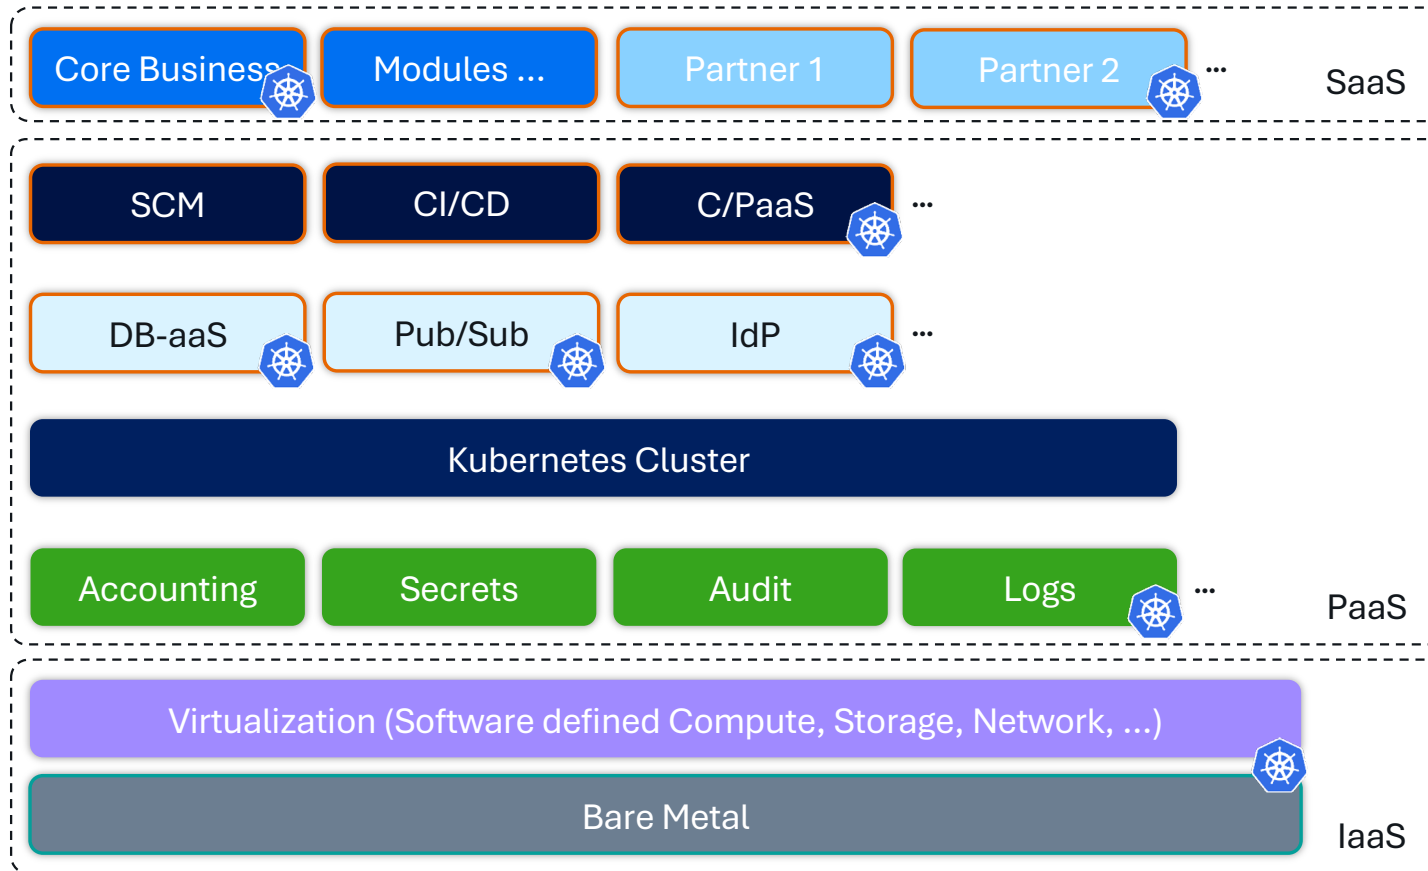 Core Business
Modules ...
Partner 1
Partner 2
...
SaaS
SCM
CI/CD
C/PaaS
...
DB-aaS
Pub/Sub
IdP
...
Kubernetes Cluster
Accounting
Secrets
Audit
Logs
...
PaaS
Virtualization (Software defined Compute, Storage, Network, ...)
Bare Metal
IaaS